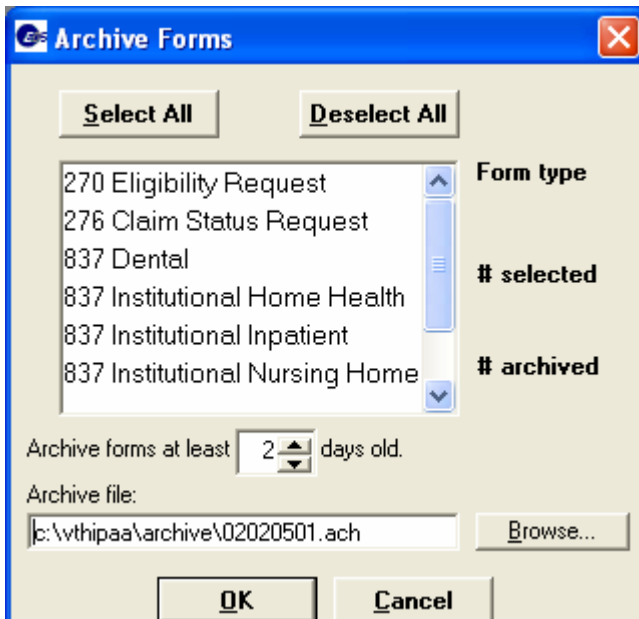 Archive Forms
Select All
Deselect All
270 Eligibility Request
276 Claim Status Request
837 Dental
837 Institutional Home Health
837 Institutional Inpatient
837 Institutional Nursing Home
Form type
# selected
# archived
Archive forms at least 2 days old.
Archive file:
c:\vthipaa\archive\02020501.ach
Browse...
OK
Cancel